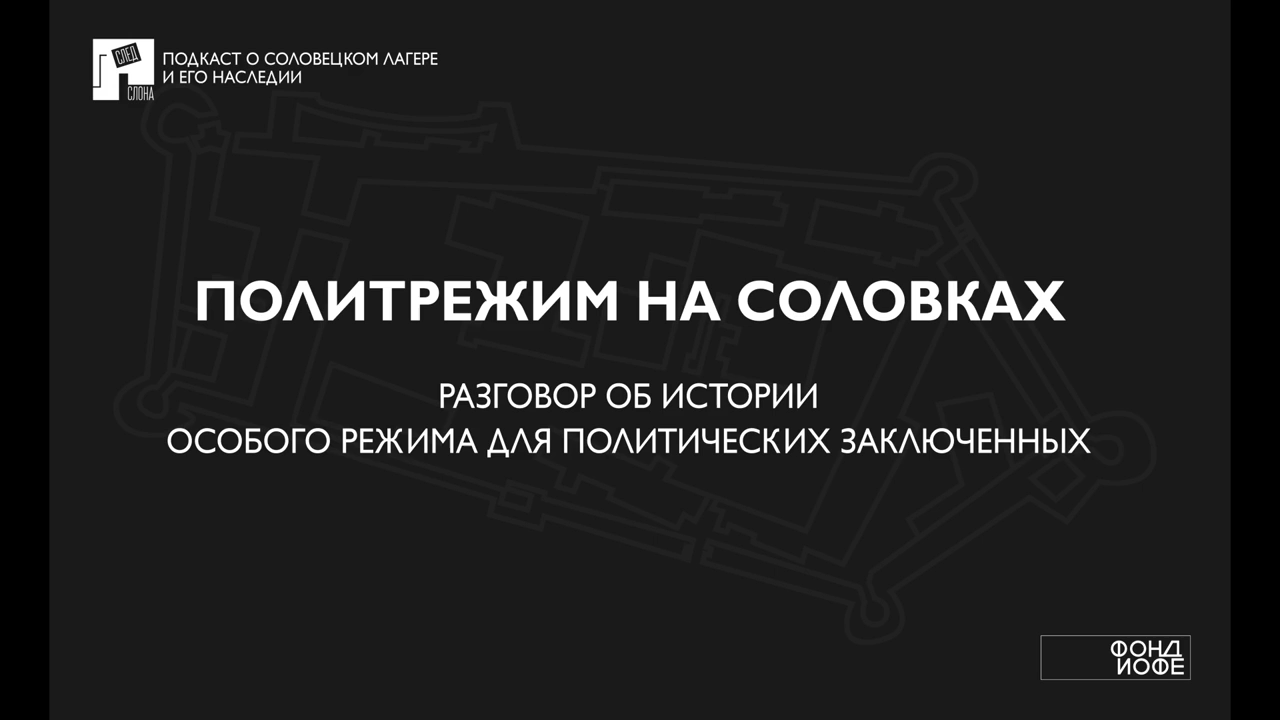 СЛЕД
СЛОНА
ПОДКАСТ О СОЛОВЕЦКОМ ЛАГЕРЕ
И ЕГО НАСЛЕДИИ
ПОЛИТРЕЖИМ НА СОЛОВКАХ
РАЗГОВОР ОБ ИСТОРИИ
ОСОБОГО РЕЖИМА ДЛЯ ПОЛИТИЧЕСКИХ ЗАКЛЮЧЕННЫХ
ФОНД
ИОФЕ